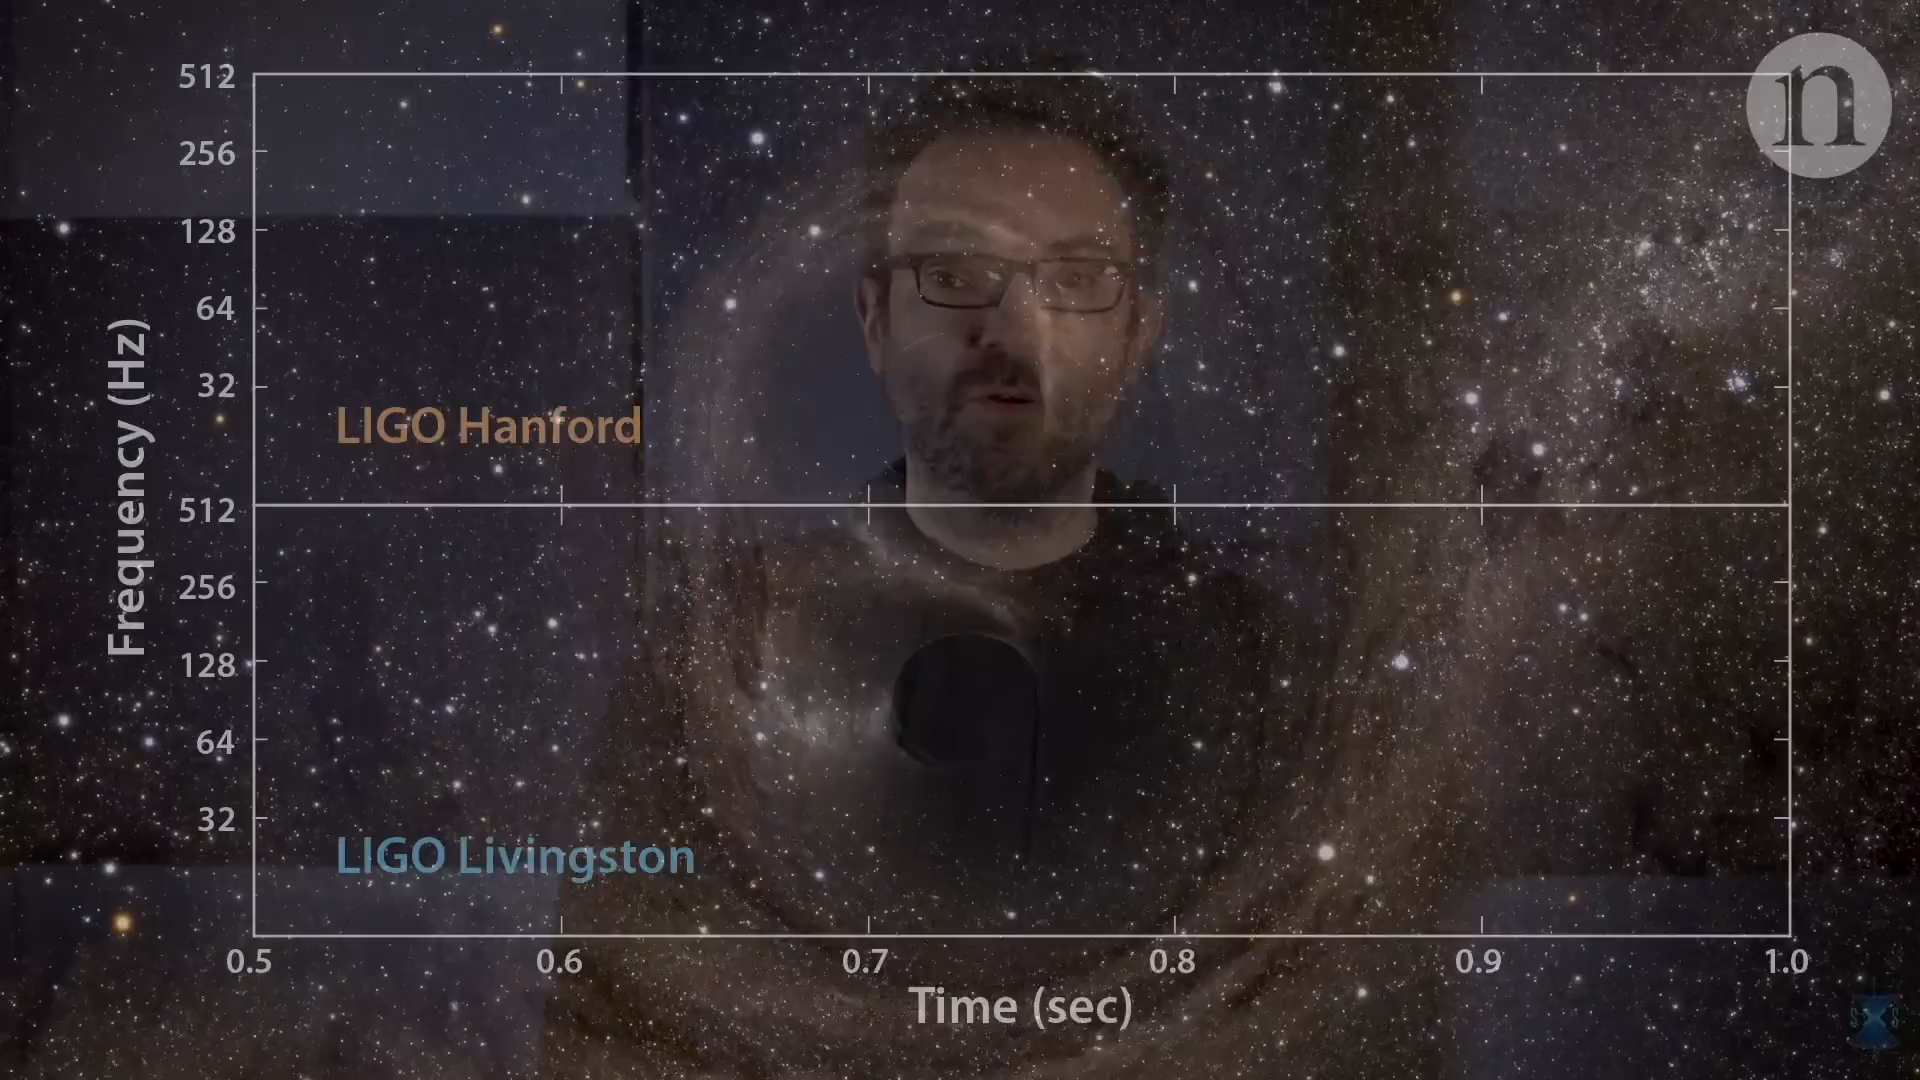 n
512
256
128
64
32
LIGO Hanford
Frequency (Hz)
512
256
128
64
32
LIGO Livingston
0.5 0.6 0.7 0.8 0.9 1.0
Time (sec)
SXS